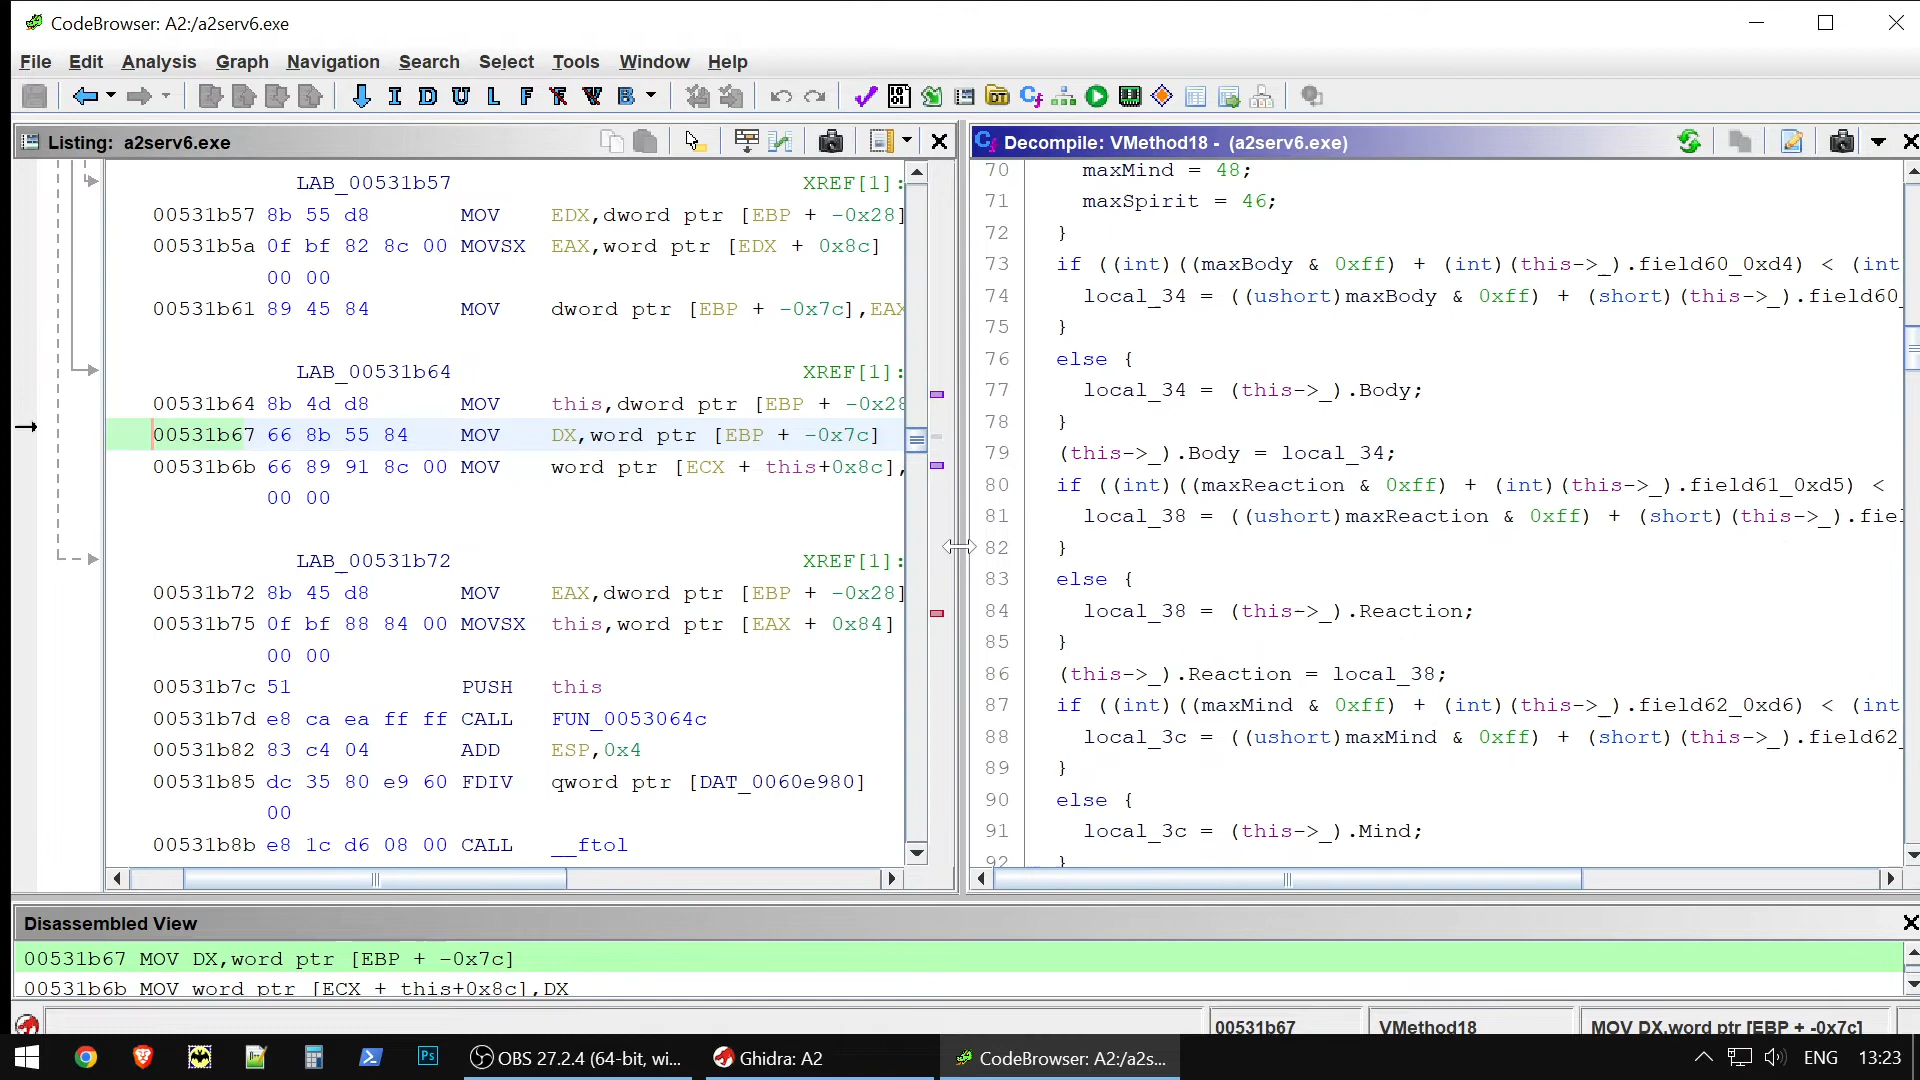 CodeBrowser: A2:/a2serv6.exe
File Edit Analysis Graph Navigation Search Select Tools Window Help
Listing: a2serv6.exe
LAB_00531b57 XREF[1]:
00531b57 8b 55 d8 MOV EDX,dword ptr [EBP + -0x28]
00531b5a 0f bf 82 8c 00 MOVSX EAX,word ptr [EDX + 0x8c]
00 00
00531b61 89 45 84 MOV dword ptr [EBP + -0x7c],EAX
LAB_00531b64 XREF[1]:
00531b64 8b 4d d8 MOV this,dword ptr [EBP + -0x28
00531b67 66 8b 55 84 MOV DX,word ptr [EBP + -0x7c]
00531b6b 66 89 91 8c 00 MOV word ptr [ECX + this+0x8c],
00 00
LAB_00531b72 XREF[1]:
00531b72 8b 45 d8 MOV EAX,dword ptr [EBP + -0x28]
00531b75 0f bf 88 84 00 MOVSX this,word ptr [EAX + 0x84]
00 00
00531b7c 51 PUSH this
00531b7d e8 ca ea ff ff CALL FUN_0053064c
00531b82 83 c4 04 ADD ESP,0x4
00531b85 dc 35 80 e9 60 FDIV qword ptr [DAT_0060e980]
00
00531b8b e8 1c d6 08 00 CALL __ftol
Decompile: VMethod18 - (a2serv6.exe)
70 maxMind = 48;
71 maxSpirit = 46;
72 }
73 if ((int)((maxBody & 0xff) + (int)(this->_).field60_0xd4) < (int
74 local_34 = ((ushort)maxBody & 0xff) + (short)(this->_).field60_
75 }
76 else {
77 local_34 = (this->_).Body;
78 }
79 (this->_).Body = local_34;
80 if ((int)((maxReaction & 0xff) + (int)(this->_).field61_0xd5) <
81 local_38 = ((ushort)maxReaction & 0xff) + (short)(this->_).fiel
82 }
83 else {
84 local_38 = (this->_).Reaction;
85 }
86 (this->_).Reaction = local_38;
87 if ((int)((maxMind & 0xff) + (int)(this->_).field62_0xd6) < (int
88 local_3c = ((ushort)maxMind & 0xff) + (short)(this->_).field62_
89 }
90 else {
91 local_3c = (this->_).Mind;
92 }
Disassembled View
00531b67 MOV DX,word ptr [EBP + -0x7c]
00531b6b MOV word ptr [ECX + this+0x8c],DX
00531b67 VMethod18 MOV DX,word ptr [EBP + -0x7c]
Ps OBS 27.2.4 (64-bit, wi... Ghidra: A2 CodeBrowser: A2:/a2s... ENG 13:23